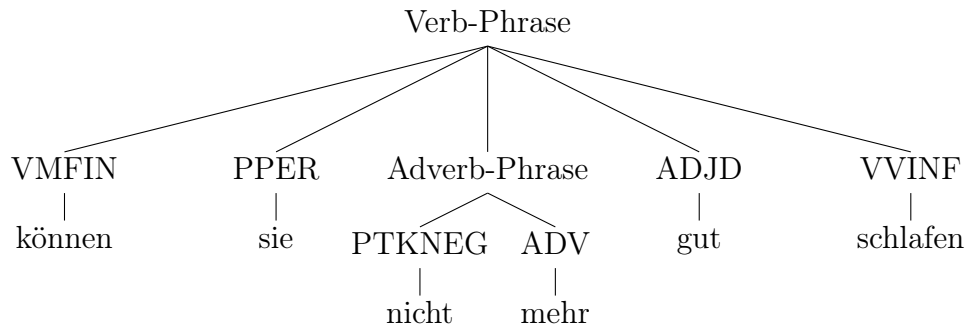 Verb-Phrase
VMFIN PPER Adverb-Phrase ADJD VVINF
können sie PTKNEG ADV gut schlafen
nicht mehr